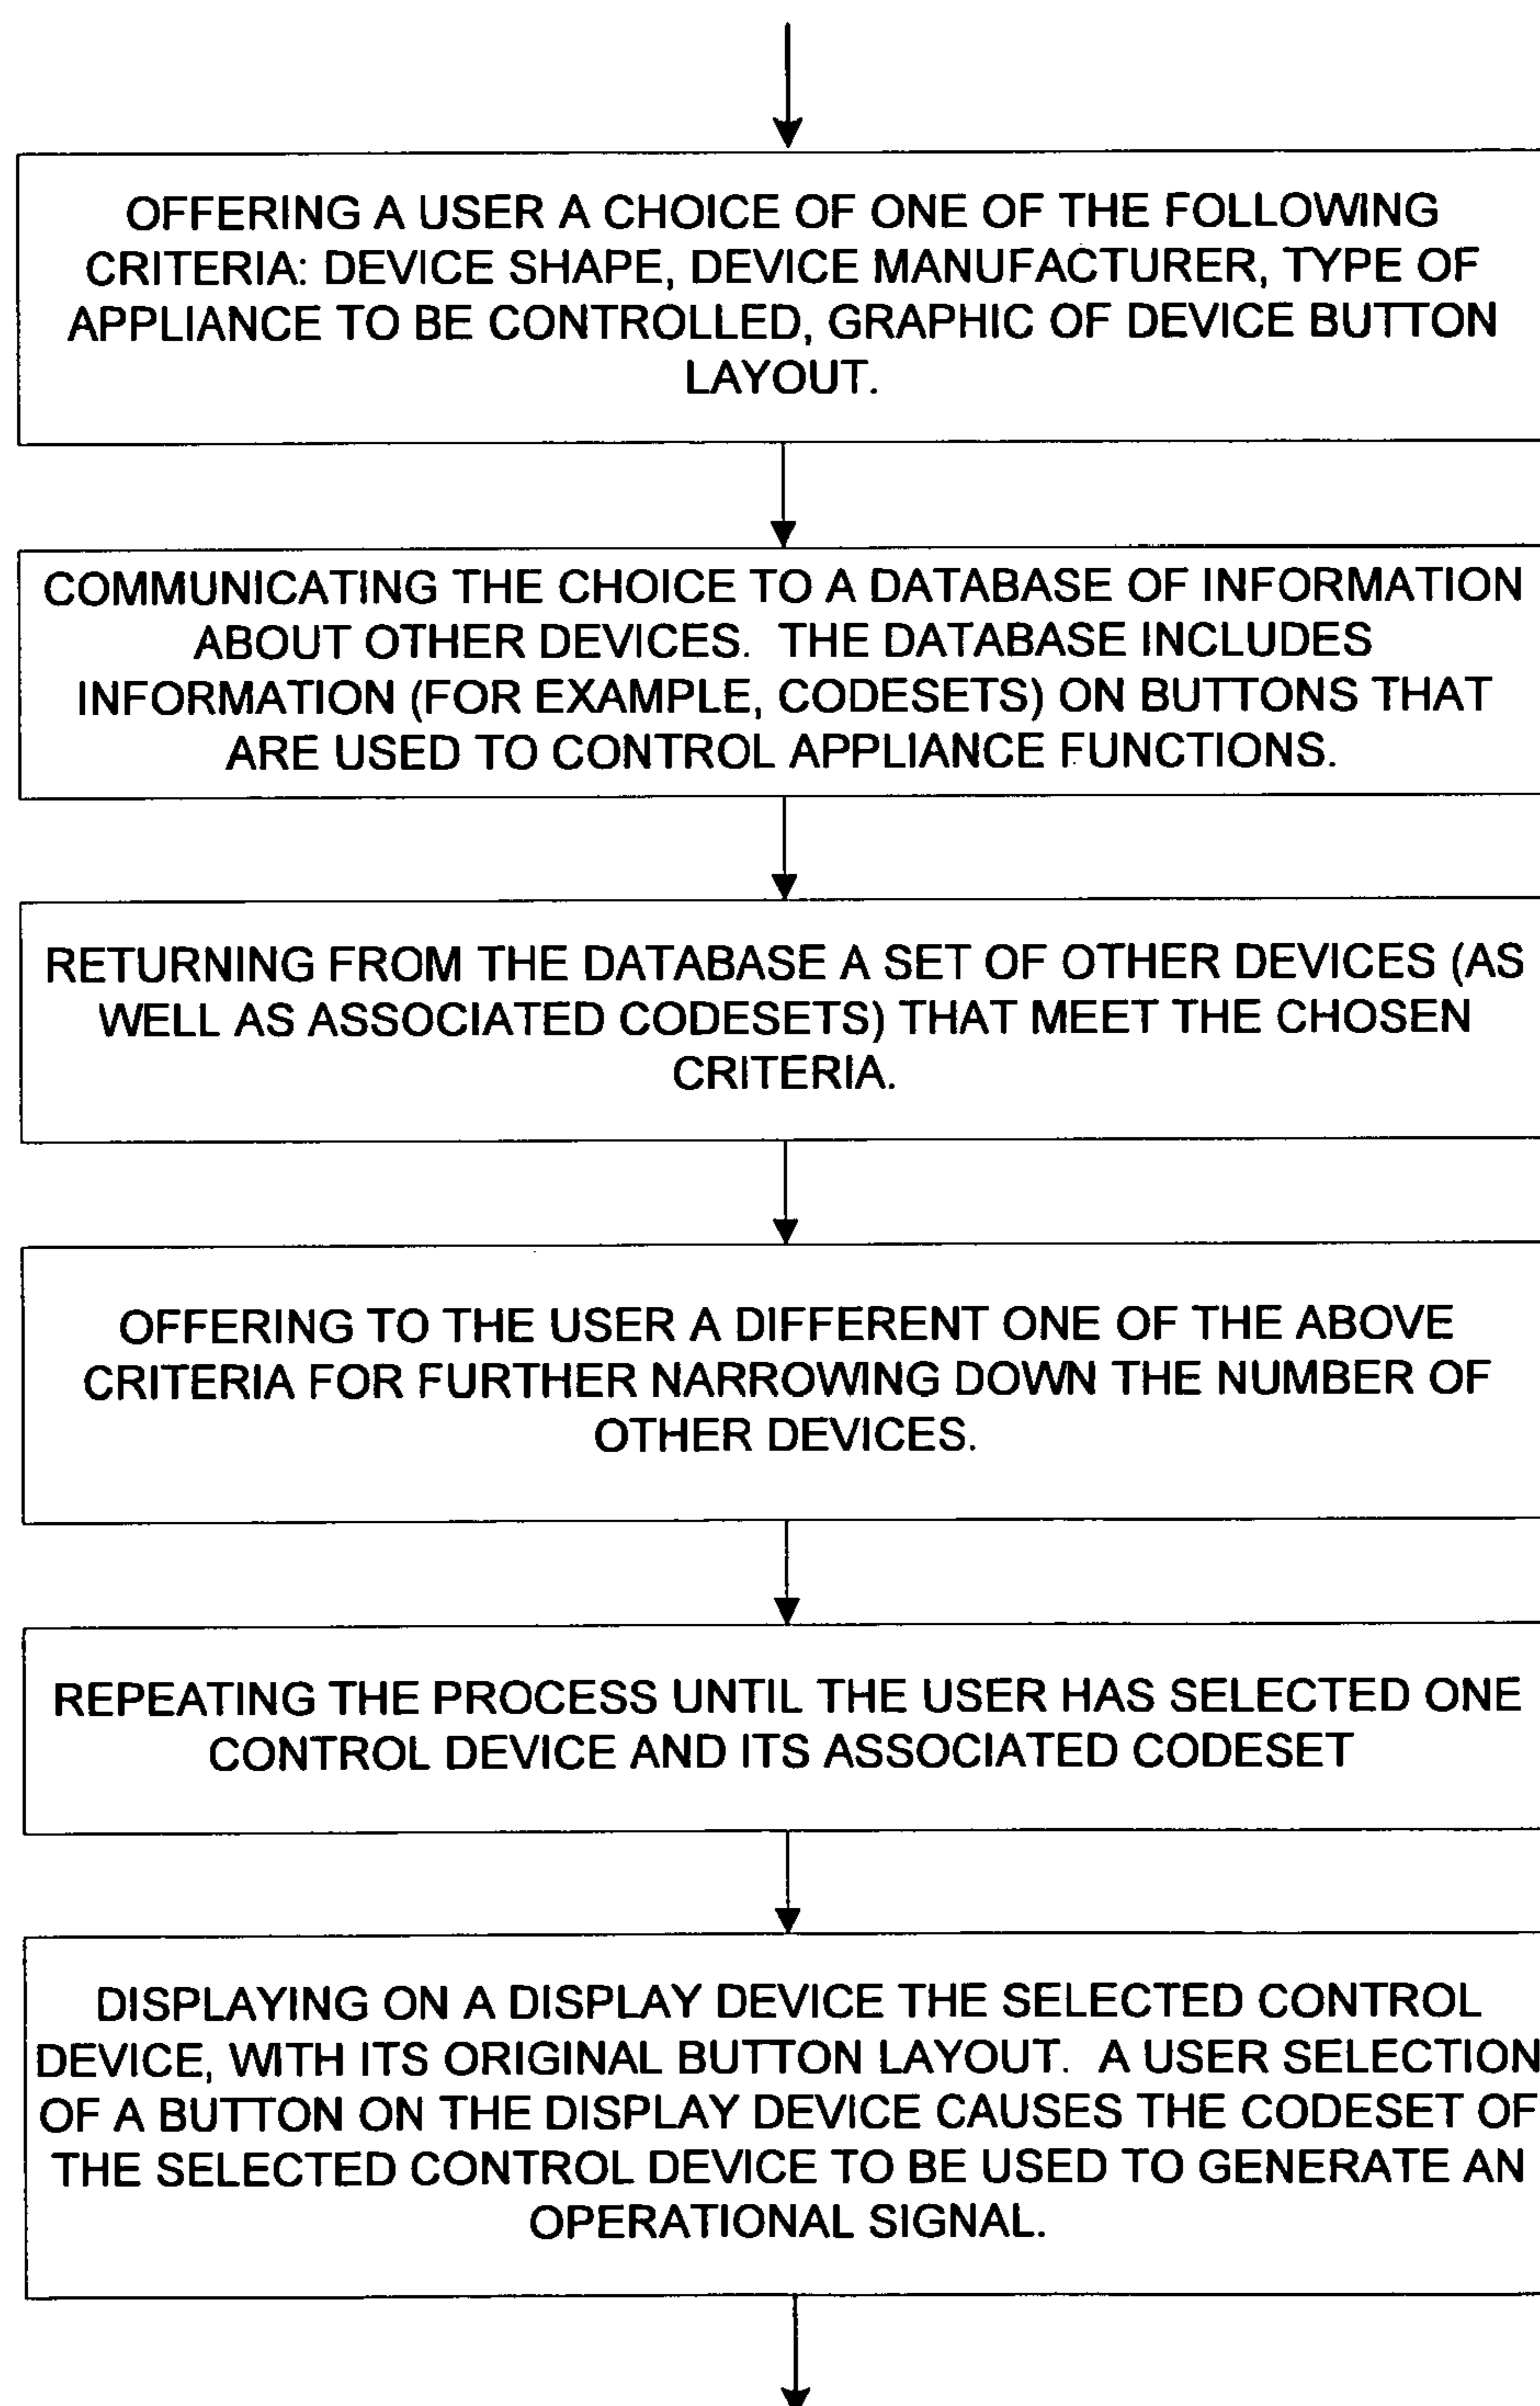 OFFERING A USER A CHOICE OF ONE OF THE FOLLOWING
CRITERIA: DEVICE SHAPE, DEVICE MANUFACTURER, TYPE OF
APPLIANCE TO BE CONTROLLED, GRAPHIC OF DEVICE BUTTON
LAYOUT.
COMMUNICATING THE CHOICE TO A DATABASE OF INFORMATION
ABOUT OTHER DEVICES. THE DATABASE INCLUDES
INFORMATION (FOR EXAMPLE, CODESETS) ON BUTTONS THAT
ARE USED TO CONTROL APPLIANCE FUNCTIONS.
RETURNING FROM THE DATABASE A SET OF OTHER DEVICES (AS
WELL AS ASSOCIATED CODESETS) THAT MEET THE CHOSEN
CRITERIA.
OFFERING TO THE USER A DIFFERENT ONE OF THE ABOVE
CRITERIA FOR FURTHER NARROWING DOWN THE NUMBER OF
OTHER DEVICES.
REPEATING THE PROCESS UNTIL THE USER HAS SELECTED ONE
CONTROL DEVICE AND ITS ASSOCIATED CODESET
DISPLAYING ON A DISPLAY DEVICE THE SELECTED CONTROL
DEVICE, WITH ITS ORIGINAL BUTTON LAYOUT. A USER SELECTION
OF A BUTTON ON THE DISPLAY DEVICE CAUSES THE CODESET OF
THE SELECTED CONTROL DEVICE TO BE USED TO GENERATE AN
OPERATIONAL SIGNAL.